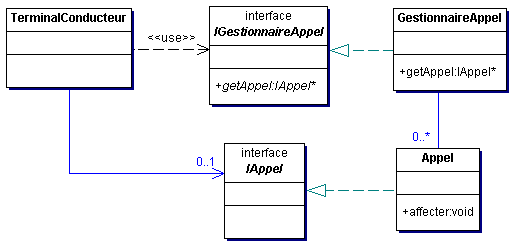 TerminalConducteur
<<use>>
interface
IGestionnaireAppel
+getAppel:IAppel*
GestionnaireAppel
+getAppel:IAppel*
0..1
interface
IAppel
0..*
Appel
+affecter:void